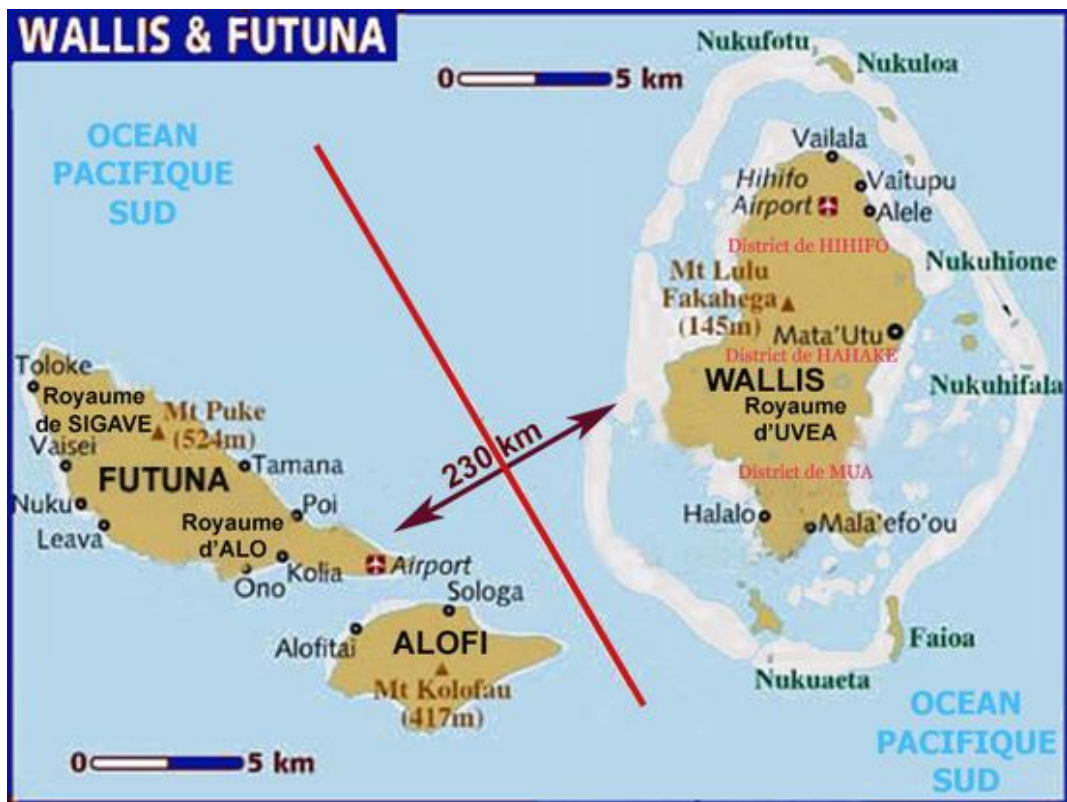 WALLIS & FUTUNA
0 5 km
OCEAN
PACIFIQUE
SUD
Nukufotu
Nukuloa
Vailala
Hihifo
Airport
Vaitupu
Alele
District de HIHIFO
Nukuhione
Mt Lulu
Fakahega
(145m)
Mata'Utu
District de HAHAKE
WALLIS
Royaume
d'UVEA
Nukuhifala
District de MUA
Halalo
Mala'efo'ou
Faioa
Nukuaeta
230 km
Toloke
Royaume
de SIGAVE
Mt Puke
(524m)
Vaisei
Tamana
FUTUNA
Nuku
Poi
Leava
Royaume
d'ALO
Kolia
Ono
Airport
Sologa
Alofitai
ALOFI
Mt Kolofau
(417m)
0 5 km
OCEAN
PACIFIQUE
SUD